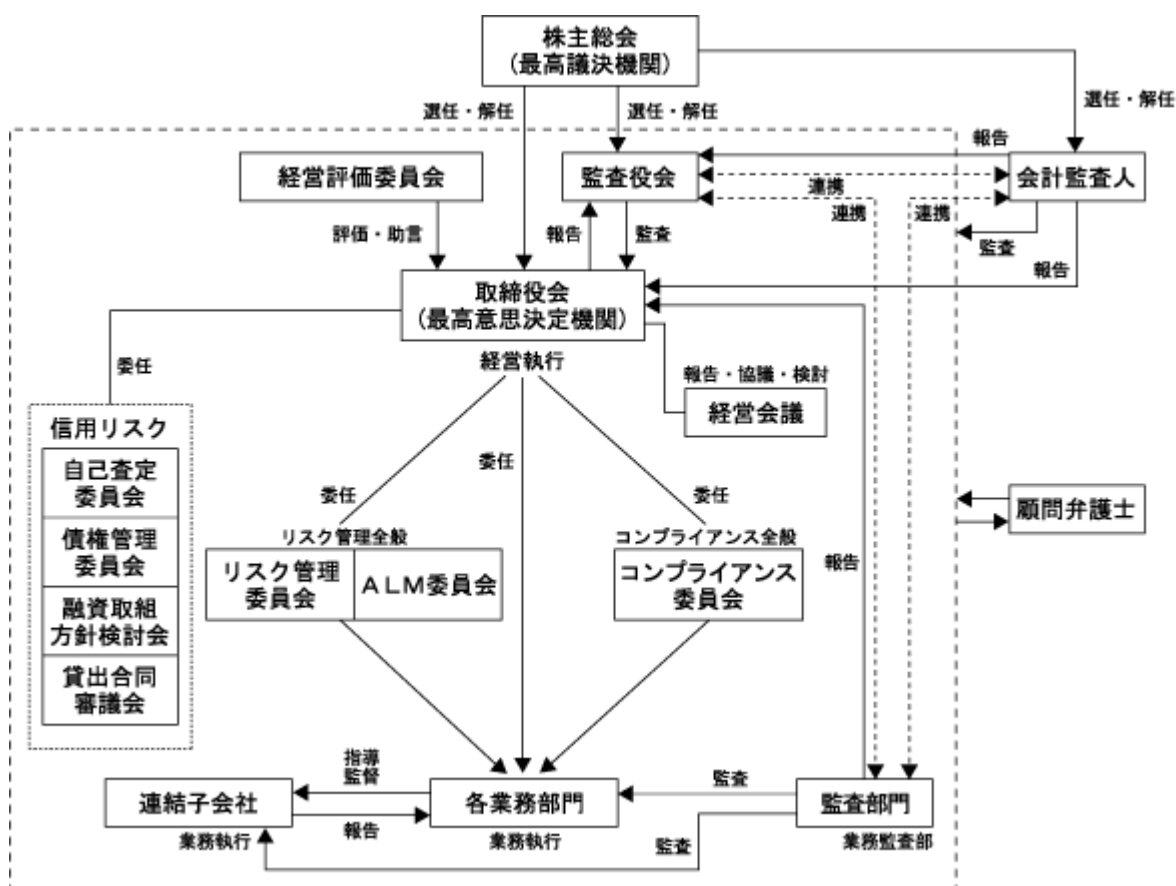 株主総会
(最高議決機関)
選任・解任
選任・解任
選任・解任
経営評価委員会
監査役会
会計監査人
報告
連携
連携
連携
評価・助言
報告
監査
監査
報告
取締役会
(最高意思決定機関)
経営執行
委任
報告・協議・検討
経営会議
信用リスク
自己査定
委員会
債権管理
委員会
融資取組
方針検討会
貸出合同
審議会
委任
委任
委任
リスク管理全般
リスク管理
委員会
ALM委員会
コンプライアンス全般
コンプライアンス
委員会
顧問弁護士
報告
指導
監督
連結子会社
業務執行
報告
各業務部門
業務執行
監査
監査
監査部門
業務監査部